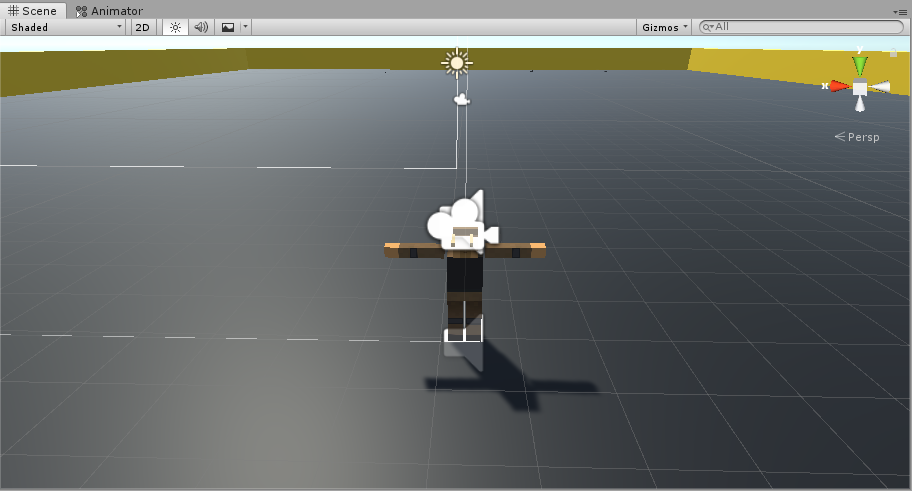 Scene Animator
Shaded 2D Gizmos All
y
x
Persp